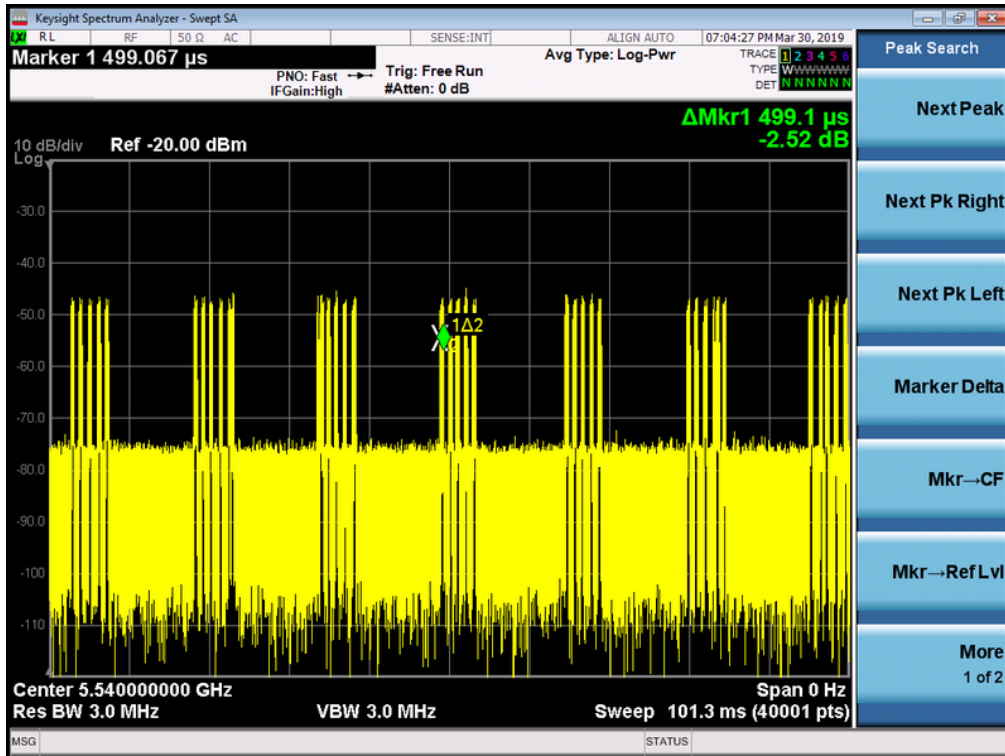 Keysight Spectrum Analyzer - Swept SA
LXI RL RF 50 Ω AC SENSE:INT ALIGN AUTO 07:04:27 PM Mar 30, 2019
Marker 1 499.067 µs
PNO: Fast
IFGain:High
Trig: Free Run
#Atten: 0 dB
Avg Type: Log-Pwr
TRACE 1 2 3 4 5 6
TYPE WWWWWWW
DET N N N N N N
Peak Search
Next Peak
Next Pk Right
Next Pk Left
Marker Delta
Mkr→CF
Mkr→Ref Lvl
More
1 of 2
ΔMkr1 499.1 µs
-2.52 dB
10 dB/div Ref -20.00 dBm
Log
-30.0
-40.0
-50.0
1Δ2
-60.0
-70.0
-80.0
-90.0
-100
-110
Center 5.540000000 GHz Span 0 Hz
Res BW 3.0 MHz VBW 3.0 MHz Sweep 101.3 ms (40001 pts)
MSG STATUS